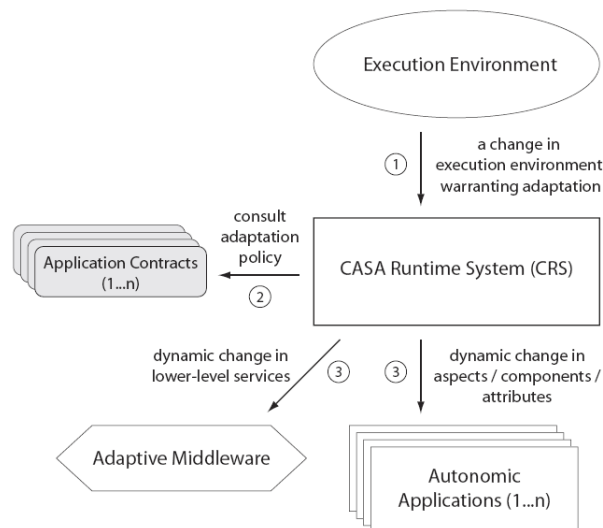 Execution Environment
1
a change in
execution environment
warranting adaptation
consult
adaptation
policy
2
Application Contracts
(1...n)
CASA Runtime System (CRS)
dynamic change in
lower-level services
3
3
dynamic change in
aspects / components /
attributes
Adaptive Middleware
Autonomic
Applications (1...n)